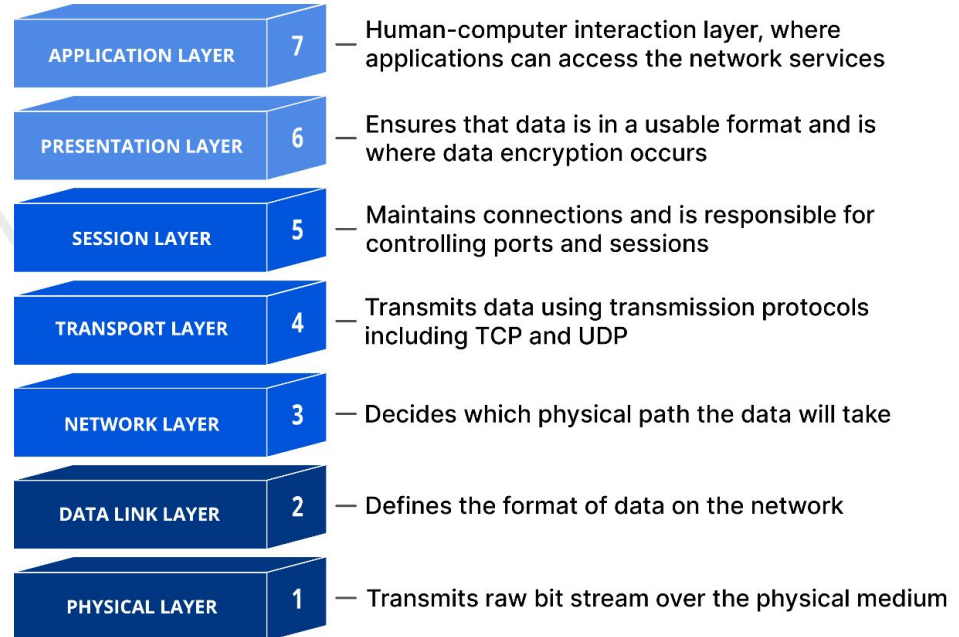 APPLICATION LAYER
7
Human-computer interaction layer, where
applications can access the network services
PRESENTATION LAYER
6
Ensures that data is in a usable format and is
where data encryption occurs
SESSION LAYER
5
Maintains connections and is responsible for
controlling ports and sessions
TRANSPORT LAYER
4
Transmits data using transmission protocols
including TCP and UDP
NETWORK LAYER
3
Decides which physical path the data will take
DATA LINK LAYER
2
Defines the format of data on the network
PHYSICAL LAYER
1
Transmits raw bit stream over the physical medium